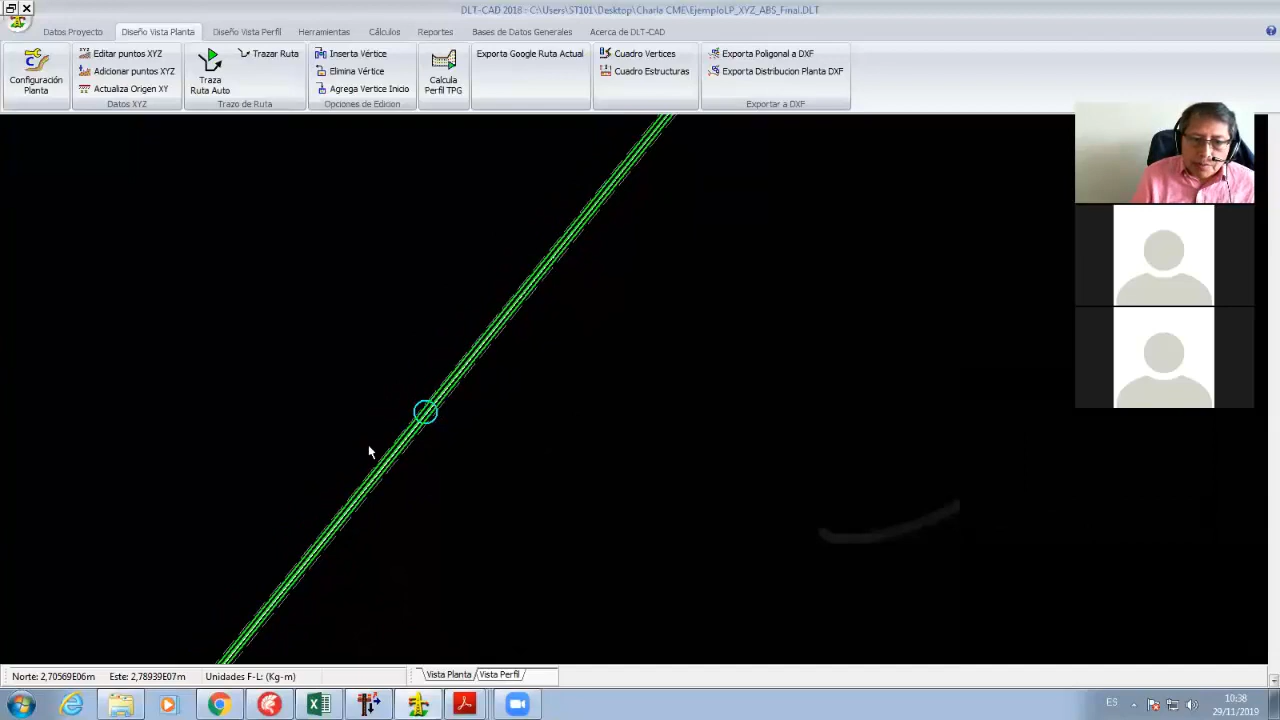 DLT-CAD 2018 : C:\Users\ST101\Desktop\Charla CME\EjemploLP_XYZ_ABS_Final.DLT
Datos Proyecto Diseño Vista Planta Diseño Vista Perfil Herramientas Cálculos Reportes Bases de Datos Generales Acerca de DLT-CAD
Configuración Planta
Editar puntos XYZ
Adicionar puntos XYZ
Actualiza Origen XY
Datos XYZ
Traza Ruta Auto
Trazar Ruta
Trazo de Ruta
Inserta Vértice
Elimina Vértice
Agrega Vertice Inicio
Opciones de Edicion
Calcula Perfil TPG
Exporta Google Ruta Actual
Cuadro Vertices
Cuadro Estructuras
Exporta Poligonal a DXF
Exporta Distribucion Planta DXF
Exportar a DXF
Norte: 2,70569E06m Este: 2,78939E07m Unidades F-L: (Kg-m) Vista Planta Vista Perfil
ES 10:38
29/11/2019